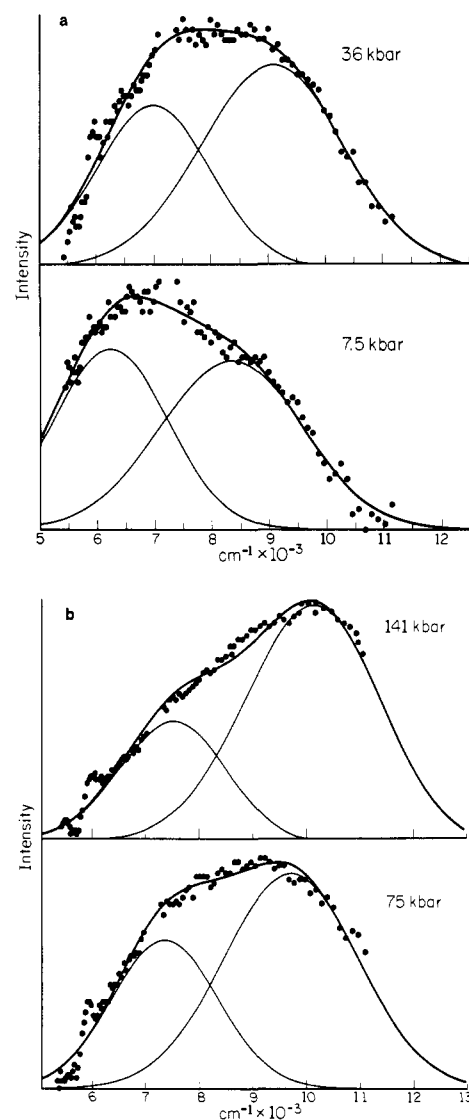 a
36 kbar
Intensity
7.5 kbar
5 6 7 8 9 10 11 12
cm⁻¹ × 10⁻³
b
141 kbar
Intensity
75 kbar
6 7 8 9 10 11 12 13
cm⁻¹ × 10⁻³